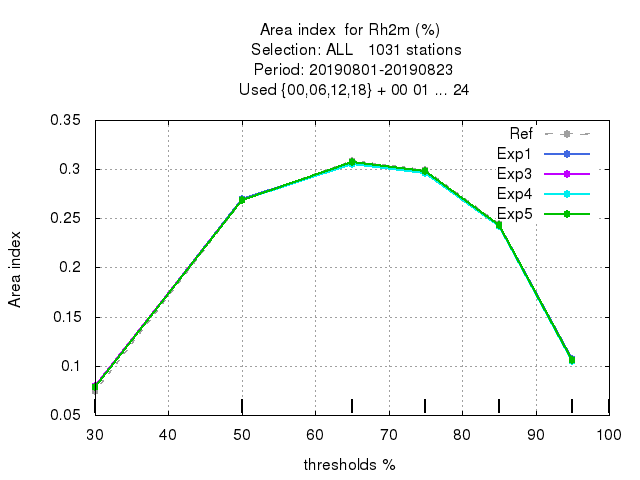 Area index  for Rh2m (%)
Selection: ALL   1031 stations
Period: 20190801-20190823
Used {00,06,12,18} + 00 01 ... 24
0.35
0.3
0.25
0.2
0.15
0.1
0.05
Area index
Ref
Exp1
Exp3
Exp4
Exp5
30 40 50 60 70 80 90 100
thresholds %